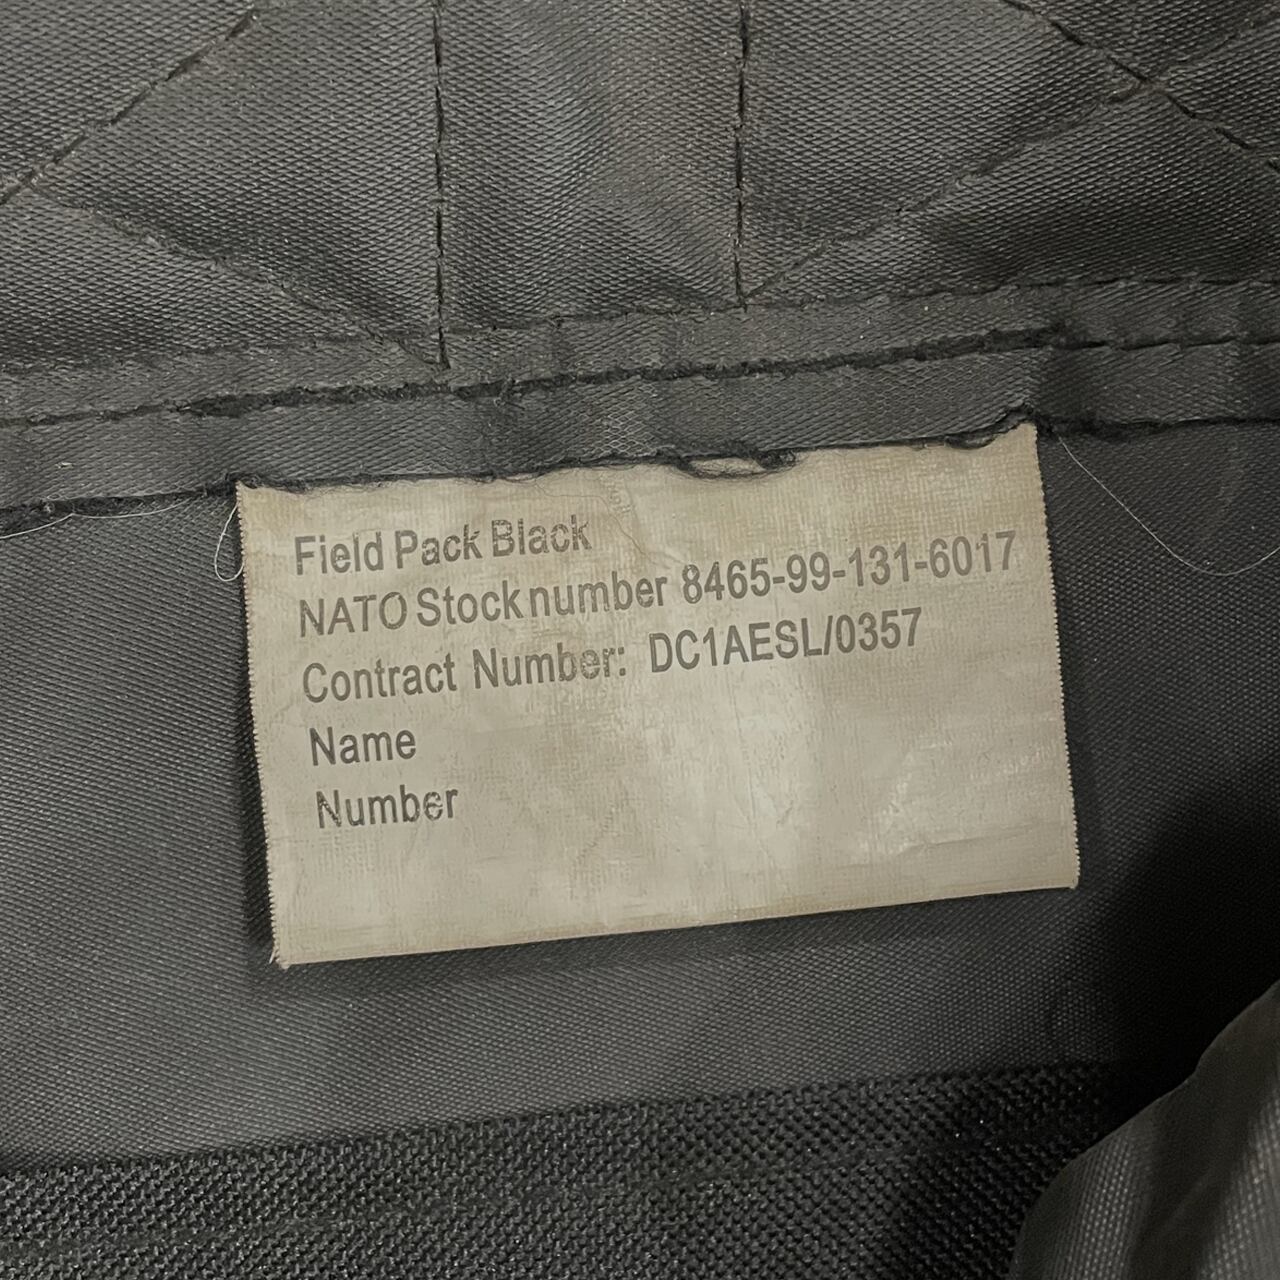 Field Pack Black
NATO Stock number 8465-99-131-6017
Contract Number: DC1AESL/0357
Name
Number